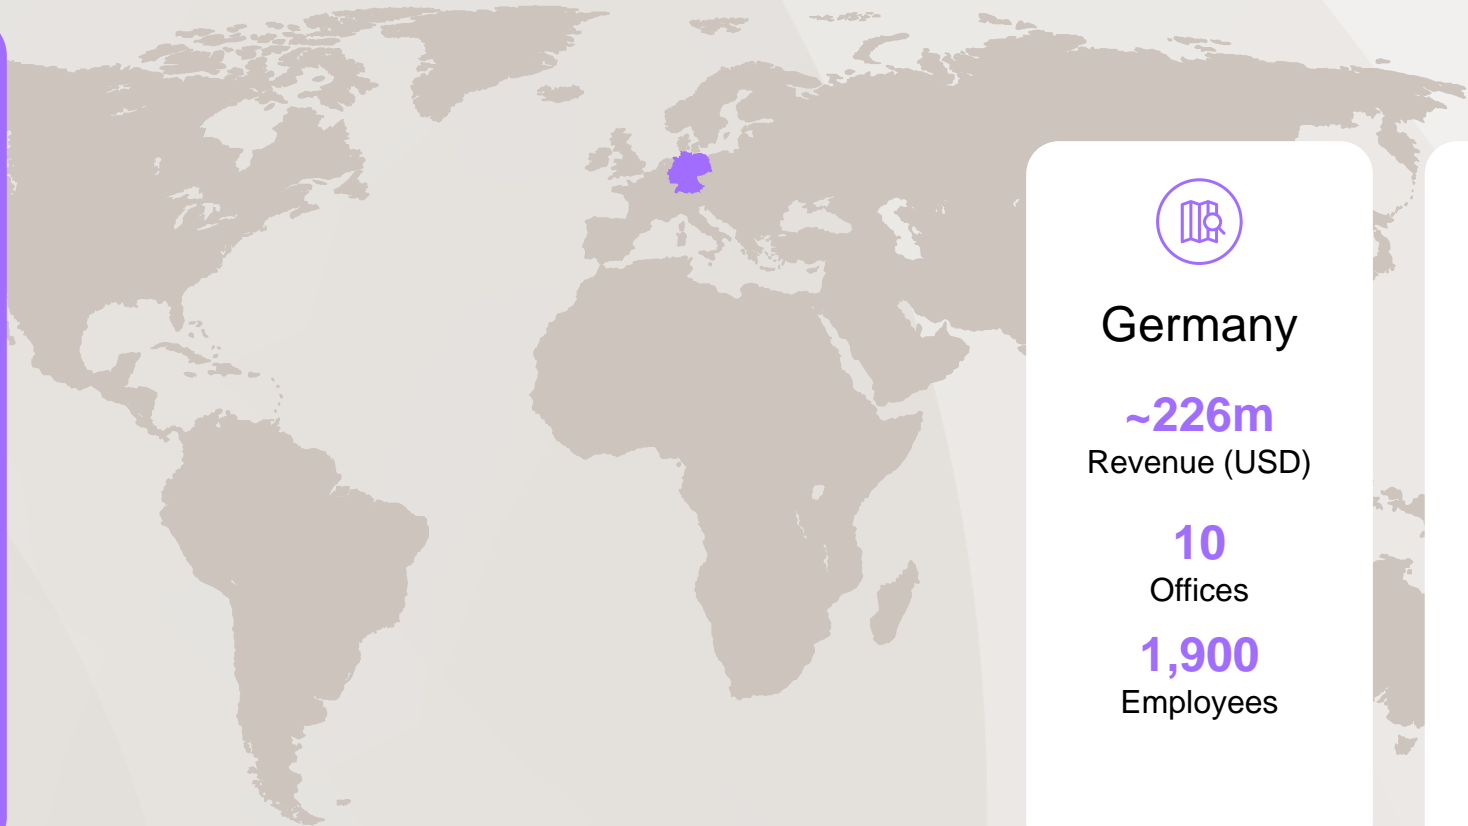 Germany
~226m
Revenue (USD)
10
Offices
1,900
Employees